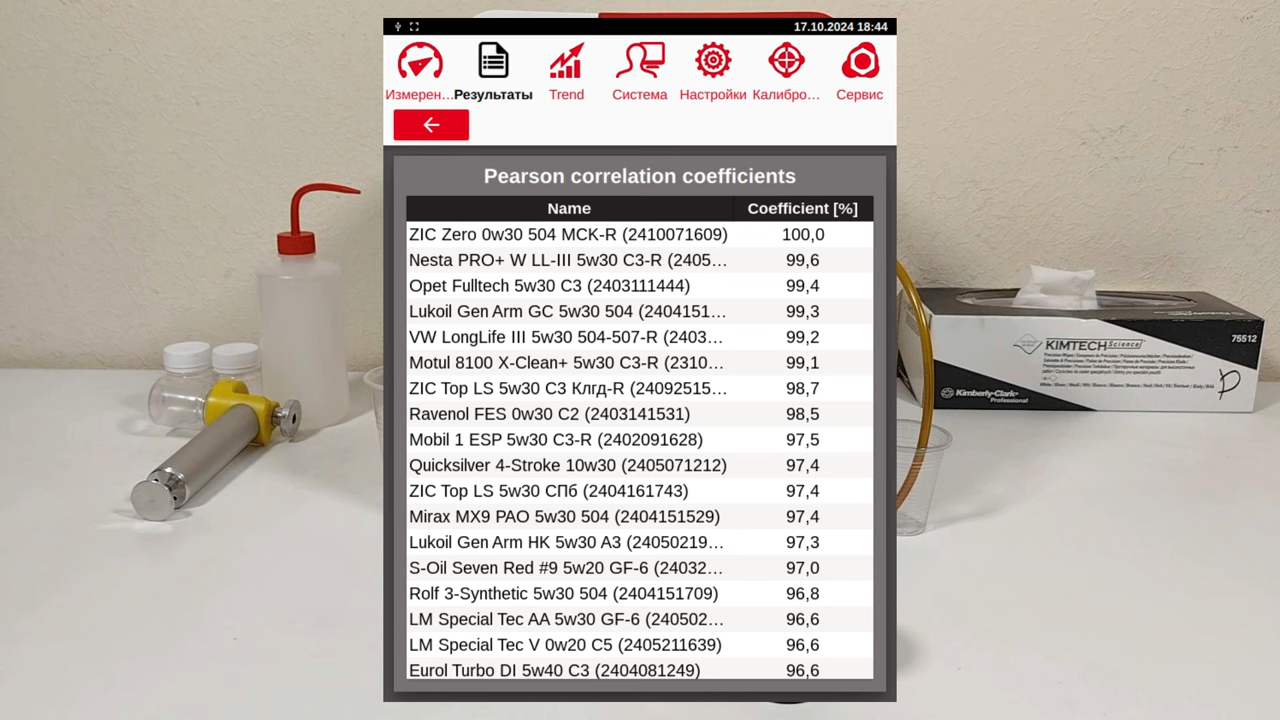 17.10.2024 18:44
Измерен… Результаты Trend Система Настройки Калибро… Сервис
Pearson correlation coefficients
Name Coefficient [%]
ZIC Zero 0w30 504 MCK-R (2410071609) 100,0
Nesta PRO+ W LL-III 5w30 C3-R (2405… 99,6
Opet Fulltech 5w30 C3 (2403111444) 99,4
Lukoil Gen Arm GC 5w30 504 (2404151… 99,3
VW LongLife III 5w30 504-507-R (2403… 99,2
Motul 8100 X-Clean+ 5w30 C3-R (2310… 99,1
ZIC Top LS 5w30 C3 Клгд-R (24092515… 98,7
Ravenol FES 0w30 C2 (2403141531) 98,5
Mobil 1 ESP 5w30 C3-R (2402091628) 97,5
Quicksilver 4-Stroke 10w30 (2405071212) 97,4
ZIC Top LS 5w30 СПб (2404161743) 97,4
Mirax MX9 PAO 5w30 504 (2404151529) 97,4
Lukoil Gen Arm HK 5w30 A3 (24050219… 97,3
S-Oil Seven Red #9 5w20 GF-6 (24032… 97,0
Rolf 3-Synthetic 5w30 504 (2404151709) 96,8
LM Special Tec AA 5w30 GF-6 (240502… 96,6
LM Special Tec V 0w20 C5 (2405211639) 96,6
Eurol Turbo DI 5w40 C3 (2404081249) 96,6
KIMTECH Science
75512
Kimberly-Clark
Professional
P